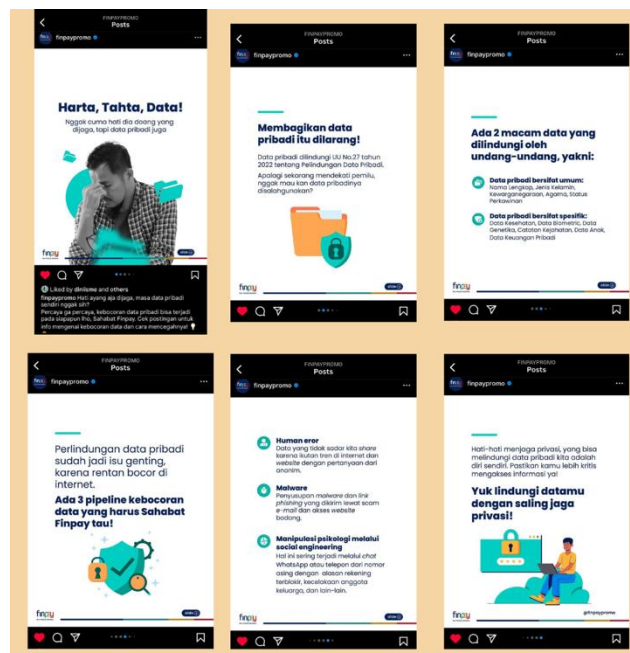 FINPAYPROMO
Posts
finpaypromo
Harta, Tahta, Data!
Nggak cuma hati dia doang yang
dijaga, tapi data pribadi juga
finpay
slide
Liked by diniisme and others
finpaypromo Hati ayang aja dijaga, masa data pribadi
sendiri nggak sih?
Percaya ga percaya, kebocoran data pribadi bisa terjadi
pada siapapun lho, Sahabat Finpay. Cek postingan untuk
info mengenai kebocoran data dan cara mencegahnya!
FINPAYPROMO
Posts
finpaypromo
Membagikan data
pribadi itu dilarang!
Data pribadi dilindungi UU No.27 tahun
2022 tentang Pelindungan Data Pribadi.
Apalagi sekarang mendekati pemilu,
nggak mau kan data pribadinya
disalahgunakan?
finpay
slide
FINPAYPROMO
Posts
finpaypromo
Ada 2 macam data yang
dilindungi oleh
undang-undang, yakni:
Data pribadi bersifat umum:
Nama Lengkap, Jenis Kelamin,
Kewarganegaraan, Agama, Status
Perkawinan
Data pribadi bersifat spesifik:
Data Kesehatan, Data Biometric, Data
Genetika, Catatan Kejahatan, Data Anak,
Data Keuangan Pribadi
finpay
slide
FINPAYPROMO
Posts
finpaypromo
Perlindungan data pribadi
sudah jadi isu genting,
karena rentan bocor di
internet.
Ada 3 pipeline kebocoran
data yang harus Sahabat
Finpay tau!
finpay
slide
FINPAYPROMO
Posts
finpaypromo
Human eror
Data yang tidak sadar kita share
karena ikutan tren di internet dan
website dengan pertanyaan dari
anonim.
Malware
Penyusupan malware dan link
phishing yang dikirim lewat scam
e-mail dan akses website
bodong.
Manipulasi psikologi melalui
social engineering
Hal ini sering terjadi melalui chat
WhatsApp atau telepon dari nomor
asing dengan alasan rekening
terblokir, kecelakaan anggota
keluarga, dan lain-lain.
finpay
slide
FINPAYPROMO
Posts
finpaypromo
Hati-hati menjaga privasi, yang bisa
melindungi data pribadi kita adalah
diri sendiri. Pastikan kamu lebih kritis
mengakses informasi ya!
Yuk lindungi datamu
dengan saling jaga
privasi!
finpay
@finpaypromo